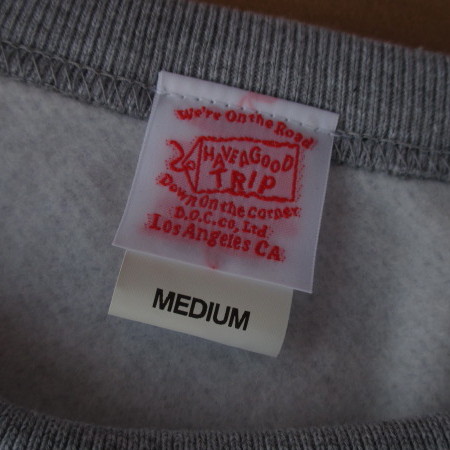 We're On the Road
HAVE A GOOD
TRIP
Down On the Corner
D.O.C.CO, Ltd
Los Angeles CA
MEDIUM